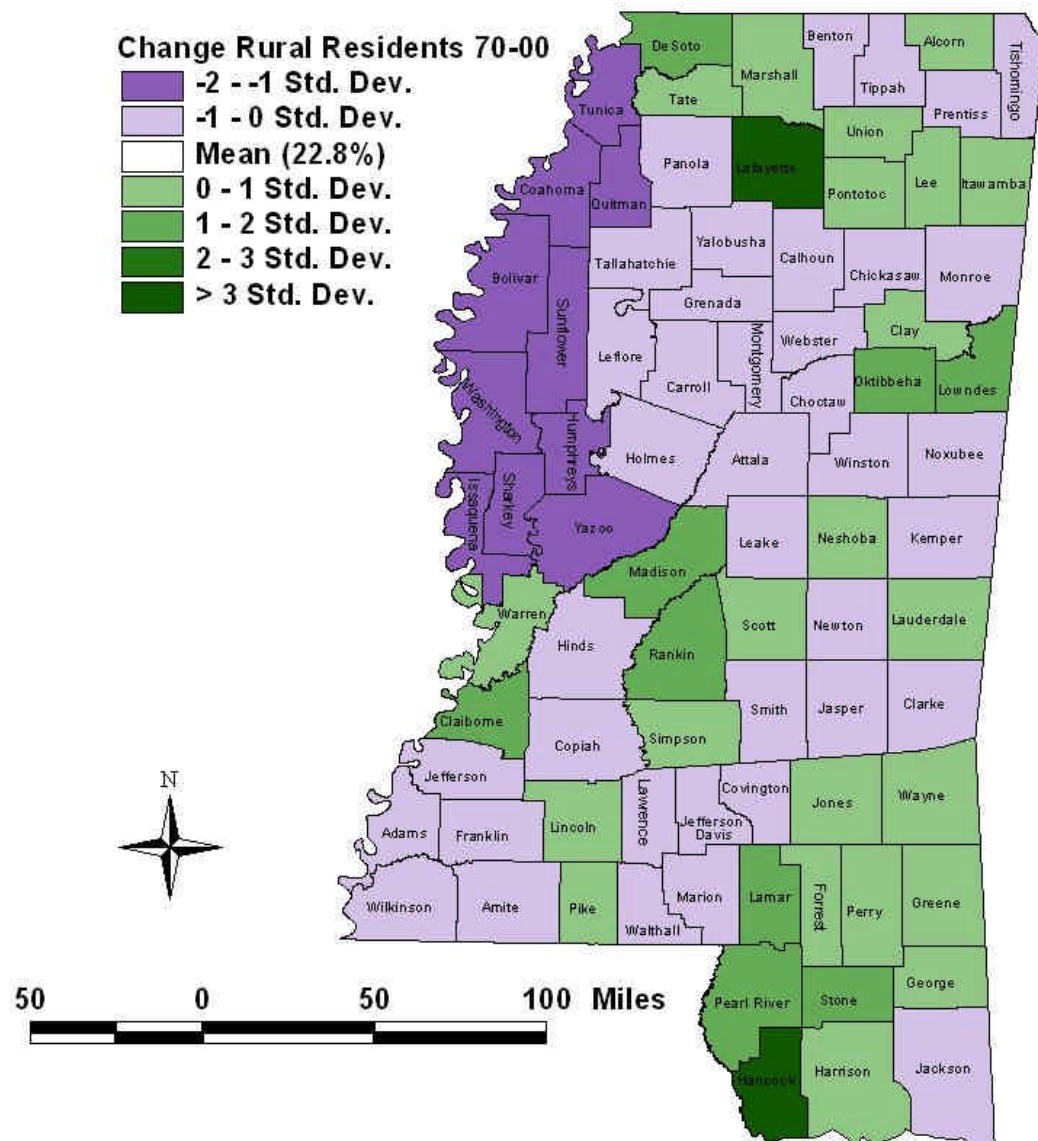 Change Rural Residents 70-00
-2 - -1 Std. Dev.
-1 - 0 Std. Dev.
Mean (22.8%)
0 - 1 Std. Dev.
1 - 2 Std. Dev.
2 - 3 Std. Dev.
> 3 Std. Dev.
DeSoto
Marshall
Benton
Tippah
Alcorn
Tishomingo
Prentiss
Tunica
Tate
Union
Panola
Lafayette
Pontotoc
Lee
Itawamba
Coahoma
Quitman
Yalobusha
Calhoun
Chickasaw
Monroe
Tallahatchie
Bolivar
Sunflower
Grenada
Clay
Leflore
Carroll
Montgomery
Webster
Choctaw
Oktibbeha
Lowndes
Washington
Humphreys
Holmes
Attala
Winston
Noxubee
Issaquena
Sharkey
Yazoo
Leake
Neshoba
Kemper
Madison
Warren
Hinds
Rankin
Scott
Newton
Lauderdale
Claiborne
Copiah
Simpson
Smith
Jasper
Clarke
Jefferson
Adams
Franklin
Lincoln
Lawrence
Jefferson
Davis
Covington
Jones
Wayne
Wilkinson
Amite
Pike
Walthall
Marion
Lamar
Forrest
Perry
Greene
Pearl River
Stone
George
Hancock
Harrison
Jackson
N
50 0 50 100 Miles